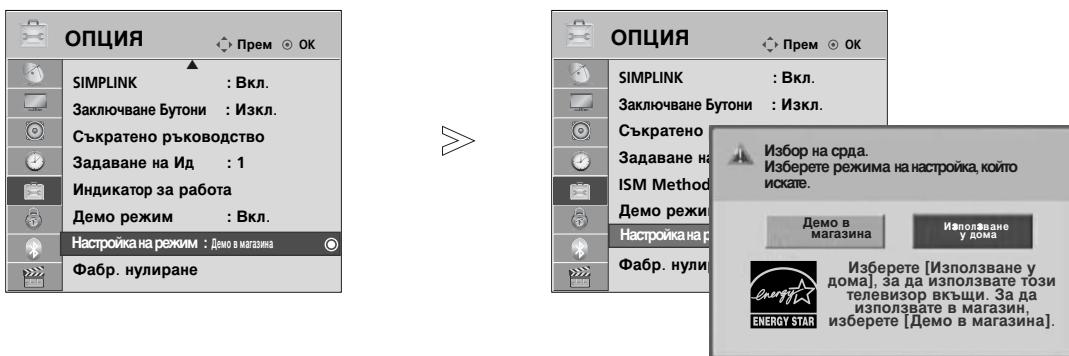 ОПЦИЯ
Прем ОК
SIMPLINK : Вкл.
Заключване Бутони : Изкл.
Съкратено ръководство
Задаване на Ид : 1
Индикатор за работа
Демо режим : Вкл.
Настройка на режим : Демо в магазина
Фабр. нулиране
ОПЦИЯ
Прем ОК
SIMPLINK : Вкл.
Заключване Бутони : Изкл.
Съкратено
Задаване на
ISM Method
Демо режи
Настройка на р
Фабр. нули
Избор на срда.
Изберете режима на настройка, който
искате.
Демо в
магазина
Използване
у дома
energy
ENERGY STAR
Изберете [Използване у
дома], за да използвате този
телевизор вкъщи. За да
използвате в магазин,
изберете [Демо в магазина].